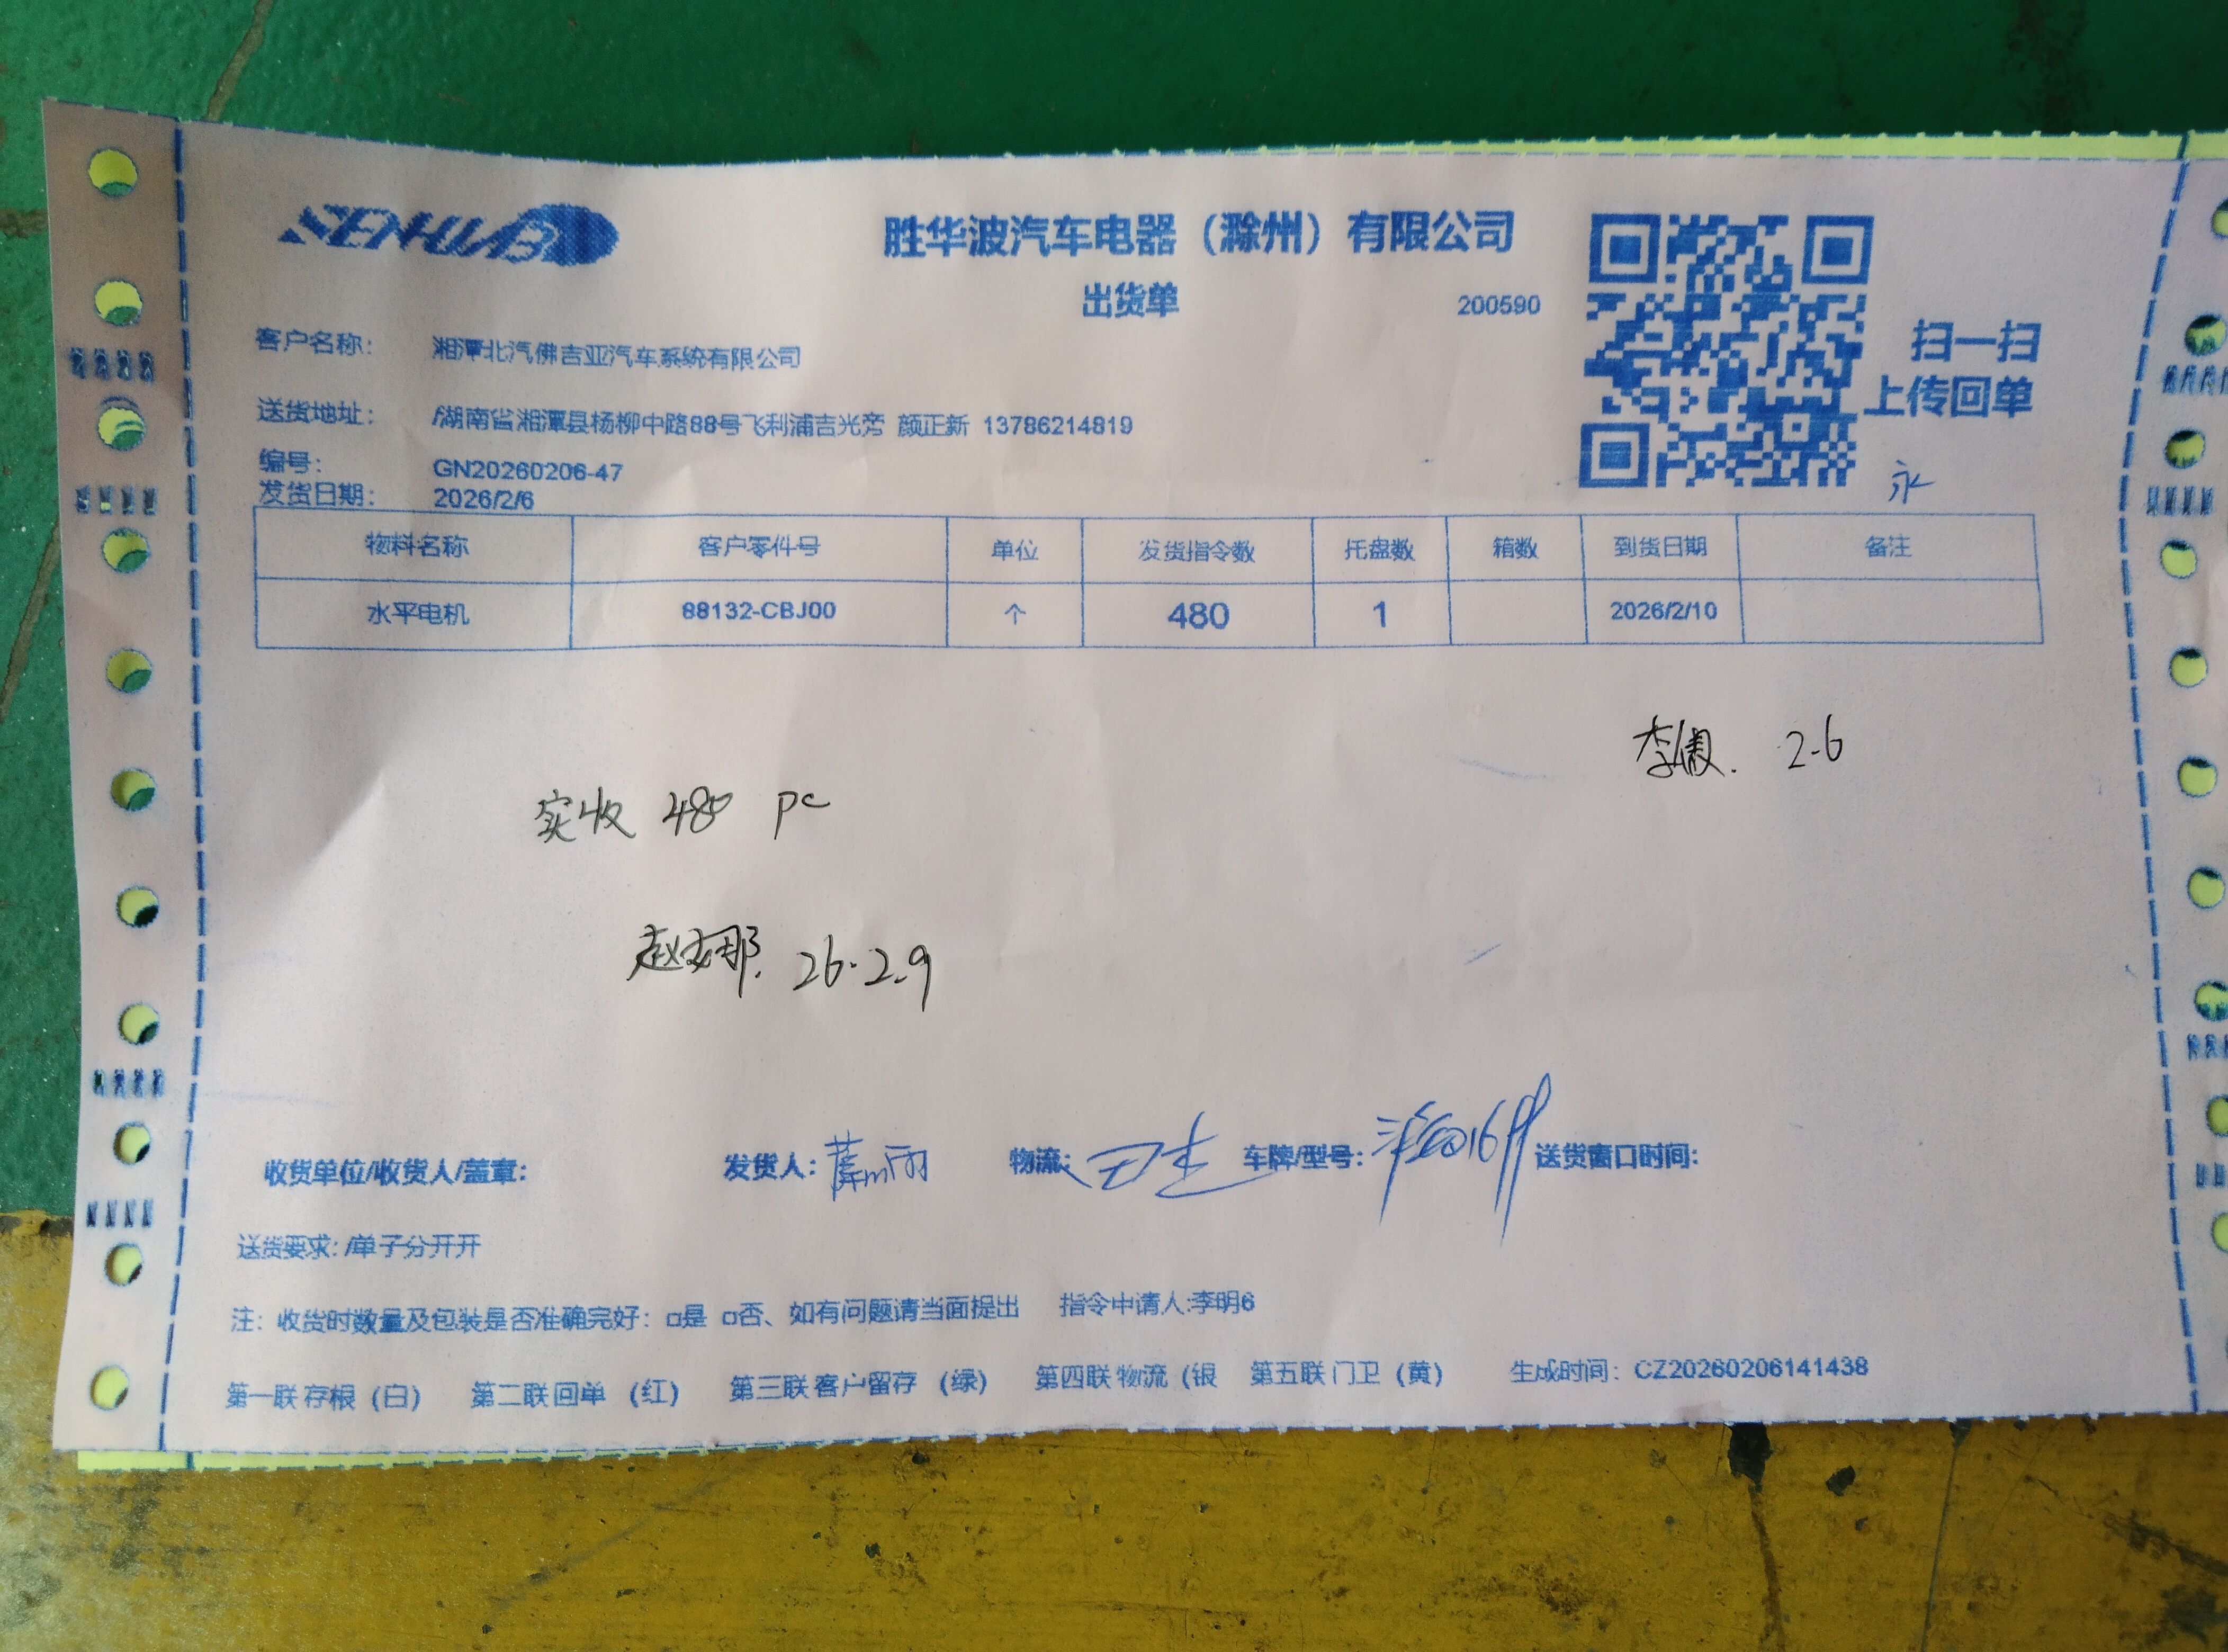 胜华波汽车电器（滁州）有限公司
出货单 200590
扫一扫
上传回单
客户名称： 湘潭北汽佛吉亚汽车系统有限公司
送货地址： /湖南省湘潭县杨柳中路88号飞利浦吉光旁 颜正新 13786214819
编号： GN20260206-47
发货日期： 2026/2/6
永
物料名称 客户零件号 单位 发货指令数 托盘数 箱数 到货日期 备注
水平电机 88132-CBJ00 个 480 1 2026/2/10
2-6
实收 480 pc
26.2.9
收货单位/收货人/盖章： 发货人： 物流： 车牌/型号： 送货窗口时间：
送货要求：/单子分开开
注：收货时数量及包装是否准确完好：□是 □否、如有问题请当面提出 指令申请人:李明6
第一联存根（白） 第二联回单（红） 第三联客户留存（绿） 第四联物流（银 第五联门卫（黄） 生成时间：CZ20260206141438